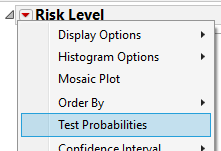 Risk Level
Display Options
Histogram Options
Mosaic Plot
Order By
Test Probabilities
Confidence Interval